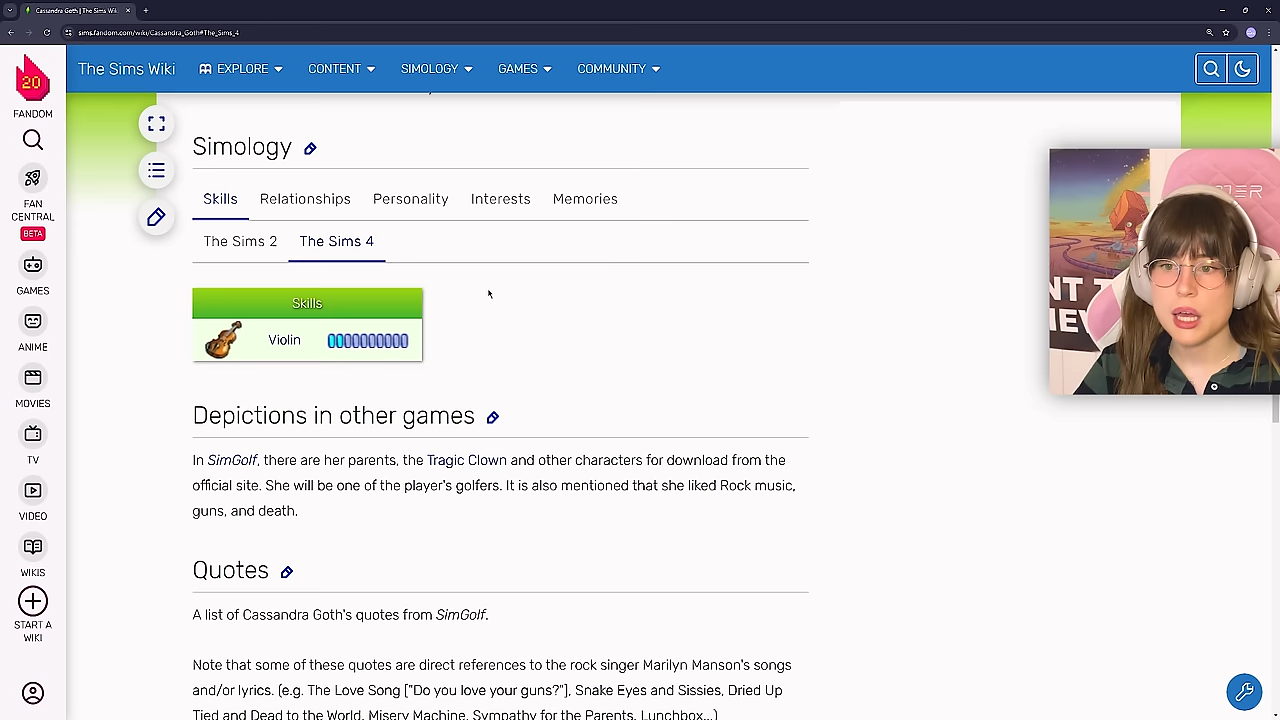 Cassandra Goth | The Sims Wi
sims.fandom.com/wiki/Cassandra_Goth#The_Sims_4
20
FANDOM
FAN
CENTRAL
BETA
GAMES
ANIME
MOVIES
TV
VIDEO
WIKIS
START A
WIKI
The Sims Wiki
EXPLORE
CONTENT
SIMOLOGY
GAMES
COMMUNITY
Simology
Skills Relationships Personality Interests Memories
The Sims 2 The Sims 4
Skills
Violin
Depictions in other games
In SimGolf, there are her parents, the Tragic Clown and other characters for download from the
official site. She will be one of the player's golfers. It is also mentioned that she liked Rock music,
guns, and death.
Quotes
A list of Cassandra Goth's quotes from SimGolf.
Note that some of these quotes are direct references to the rock singer Marilyn Manson's songs
and/or lyrics. (e.g. The Love Song ["Do you love your guns?"], Snake Eyes and Sissies, Dried Up
Tied and Dead to the World, Misery Machine, Sympathy for the Parents, Lunchbox...)